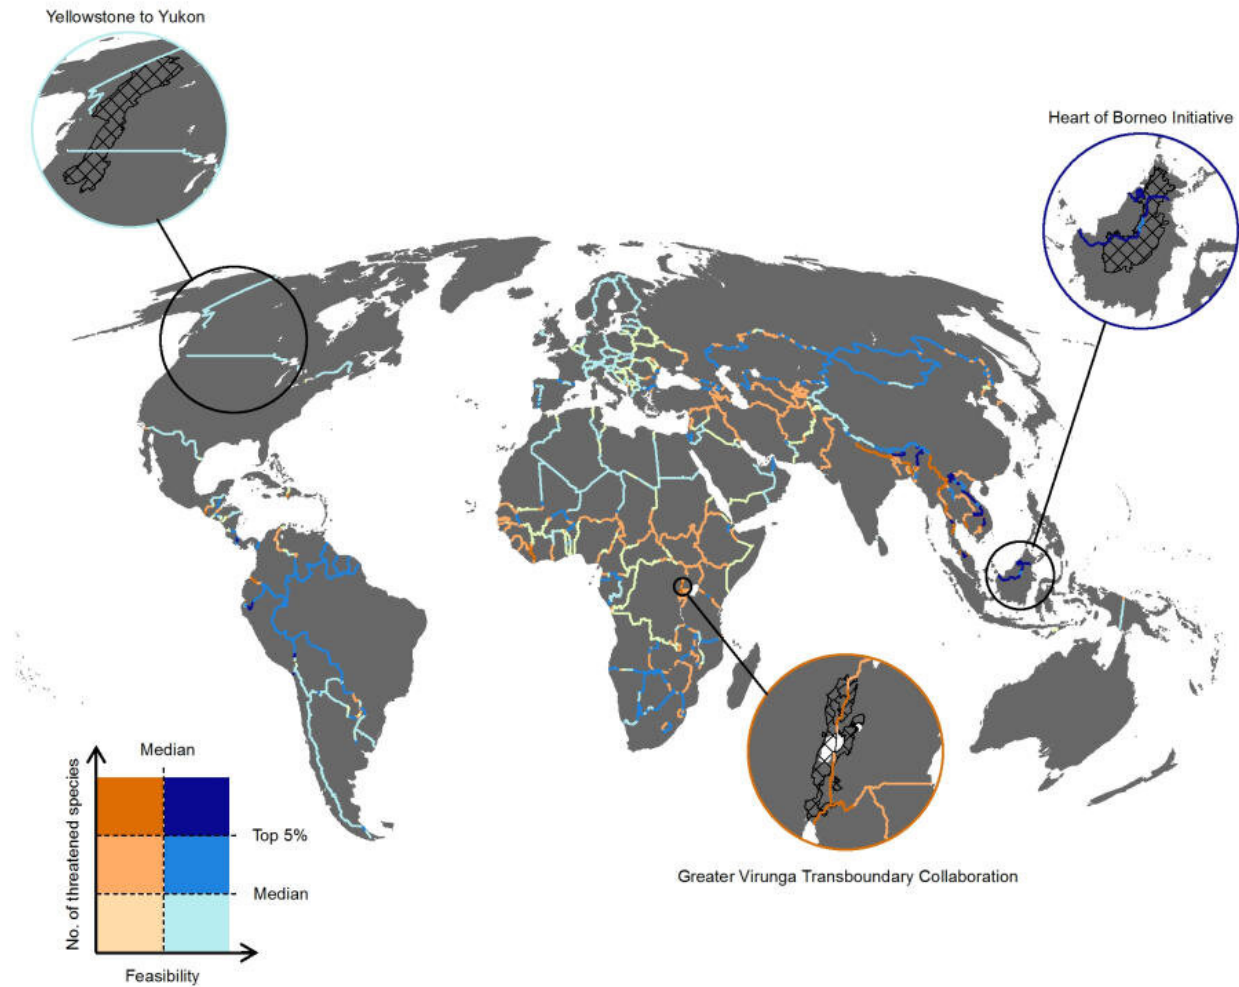 Yellowstone to Yukon
Heart of Borneo Initiative
Greater Virunga Transboundary Collaboration
Median
No. of threatened species
Top 5%
Median
Feasibility